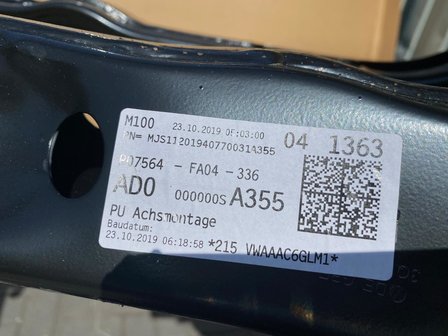 M100 23.10.2019 06:03:00 04 1363
PN= MJS11201940770031A355
PD7564 - FA04 -336
AD0 000000S A355
PU Achsmontage
Baudatum:
23.10.2019 06:18:58 *215 VWAAAC6GLM1*